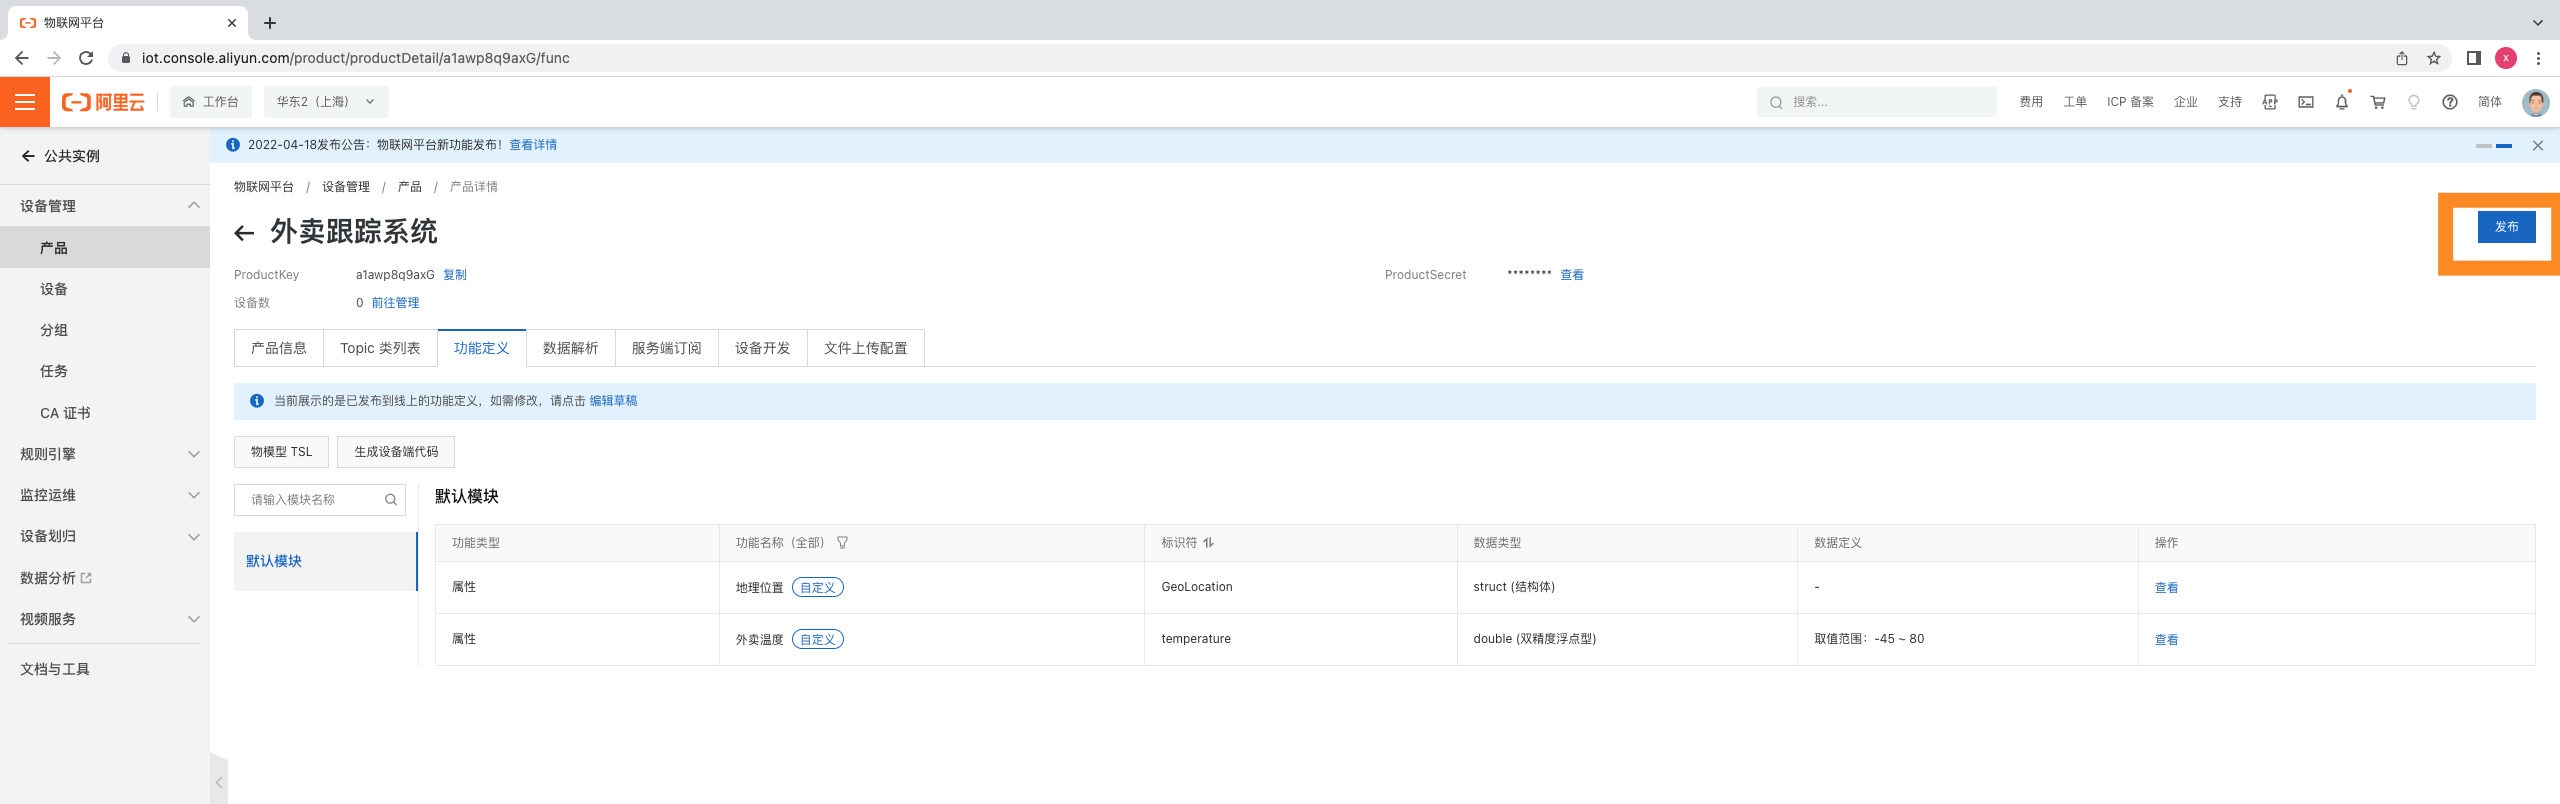 物联网平台
iot.console.aliyun.com/product/productDetail/a1awp8q9axG/func
x
阿里云
工作台
华东2（上海）
搜索...
费用
工单
ICP 备案
企业
支持
APP
简体
公共实例
设备管理
产品
设备
分组
任务
CA 证书
规则引擎
监控运维
设备划归
数据分析
视频服务
文档与工具
2022-04-18发布公告：物联网平台新功能发布！查看详情
物联网平台 / 设备管理 / 产品 / 产品详情
外卖跟踪系统
发布
ProductKey a1awp8q9axG 复制
ProductSecret ******** 查看
设备数 0 前往管理
产品信息 Topic 类列表 功能定义 数据解析 服务端订阅 设备开发 文件上传配置
当前展示的是已发布到线上的功能定义，如需修改，请点击 编辑草稿
物模型 TSL 生成设备端代码
请输入模块名称
默认模块
默认模块
功能类型 功能名称（全部） 标识符 数据类型 数据定义 操作
属性 地理位置 自定义 GeoLocation struct (结构体) - 查看
属性 外卖温度 自定义 temperature double (双精度浮点型) 取值范围：-45 ~ 80 查看